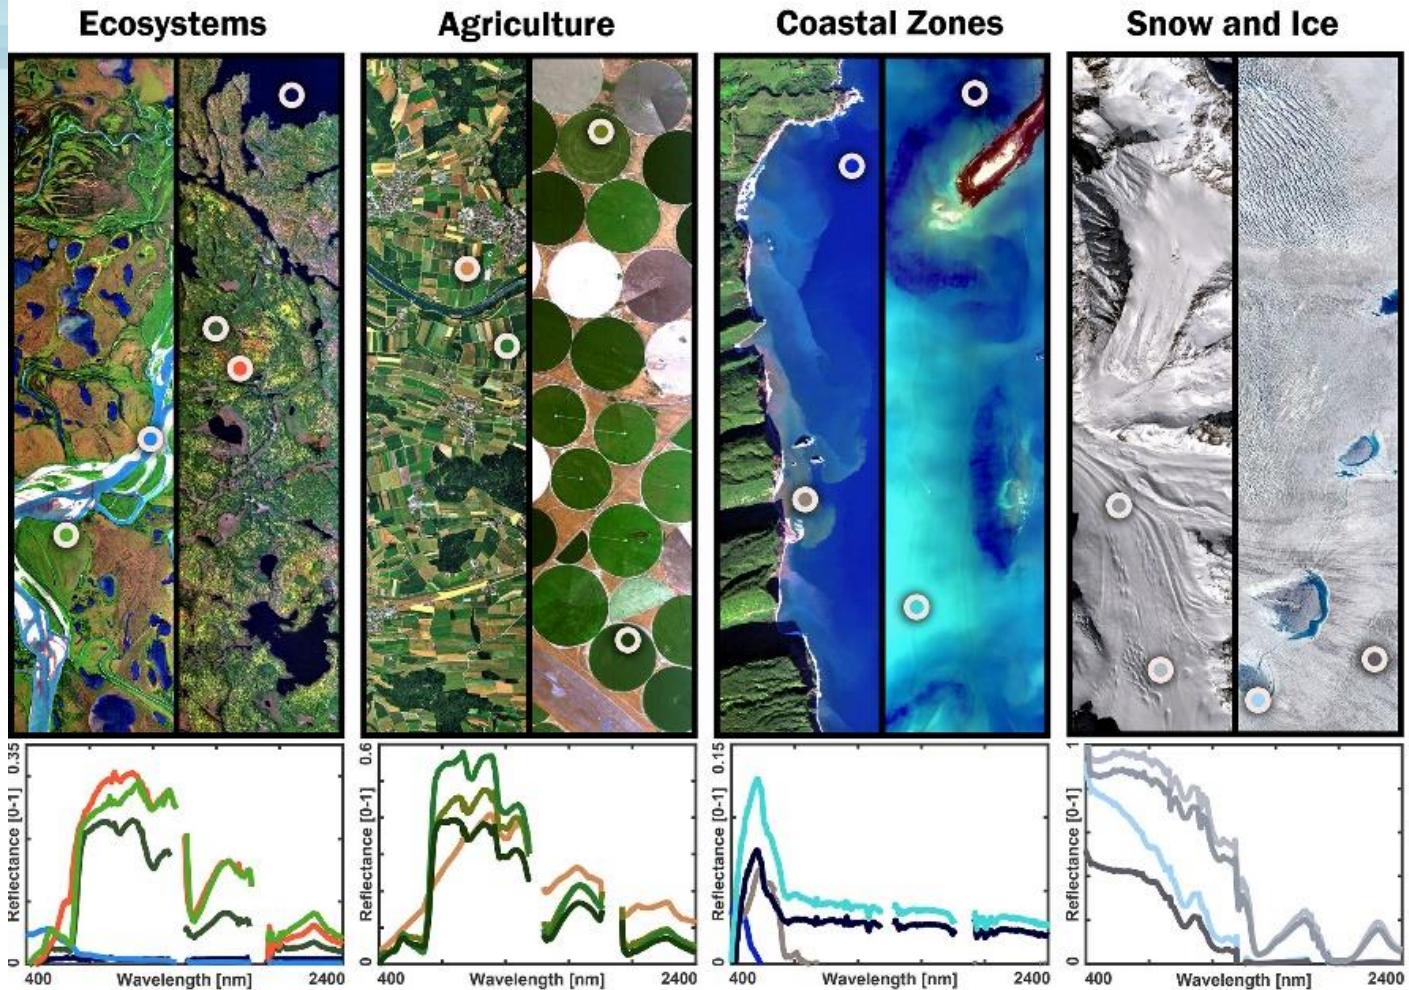 Ecosystems
Agriculture
Coastal Zones
Snow and Ice
0.35
Reflectance [0-1]
0
400
Wavelength [nm]
2400
0.6
Reflectance [0-1]
0
400
Wavelength [nm]
2400
0.15
Reflectance [0-1]
0
400
Wavelength [nm]
2400
1
Reflectance [0-1]
0
400
Wavelength [nm]
2400